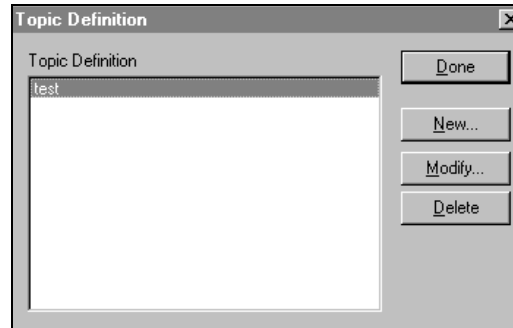 Topic Definition
Topic Definition
test
Done
New...
Modify...
Delete